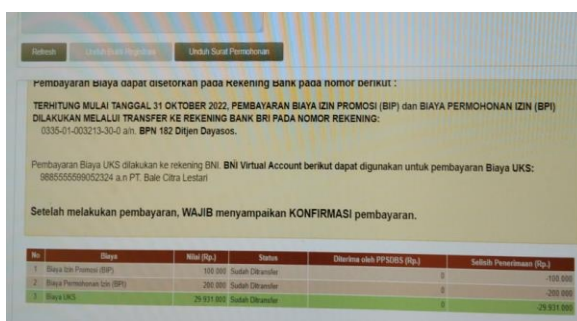 Refresh Unduh Bukti Registrasi Unduh Surat Permohonan
Pembayaran Biaya dapat disetorkan pada Rekening Bank pada nomor berikut :
TERHITUNG MULAI TANGGAL 31 OKTOBER 2022, PEMBAYARAN BIAYA IZIN PROMOSI (BIP) dan BIAYA PERMOHONAN IZIN (BPI)
DILAKUKAN MELALUI TRANSFER KE REKENING BANK BRI PADA NOMOR REKENING:
0335-01-003213-30-0 a/n. BPN 182 Ditjen Dayasos.
Pembayaran Biaya UKS dilakukan ke rekening BNI. BNI Virtual Account berikut dapat digunakan untuk pembayaran Biaya UKS:
9885555599052324 a.n PT. Bale Citra Lestari
Setelah melakukan pembayaran, WAJIB menyampaikan KONFIRMASI pembayaran.
No Biaya Nilai (Rp.) Status Diterima oleh PPSDBS (Rp.) Selisih Penerimaan (Rp.)
1 Biaya Izin Promosi (BIP) 100.000 Sudah Ditransfer 0 -100.000
2 Biaya Permohonan Izin (BPI) 200.000 Sudah Ditransfer 0 -200.000
3 Biaya UKS 29.931.000 Sudah Ditransfer 0 -29.931.000